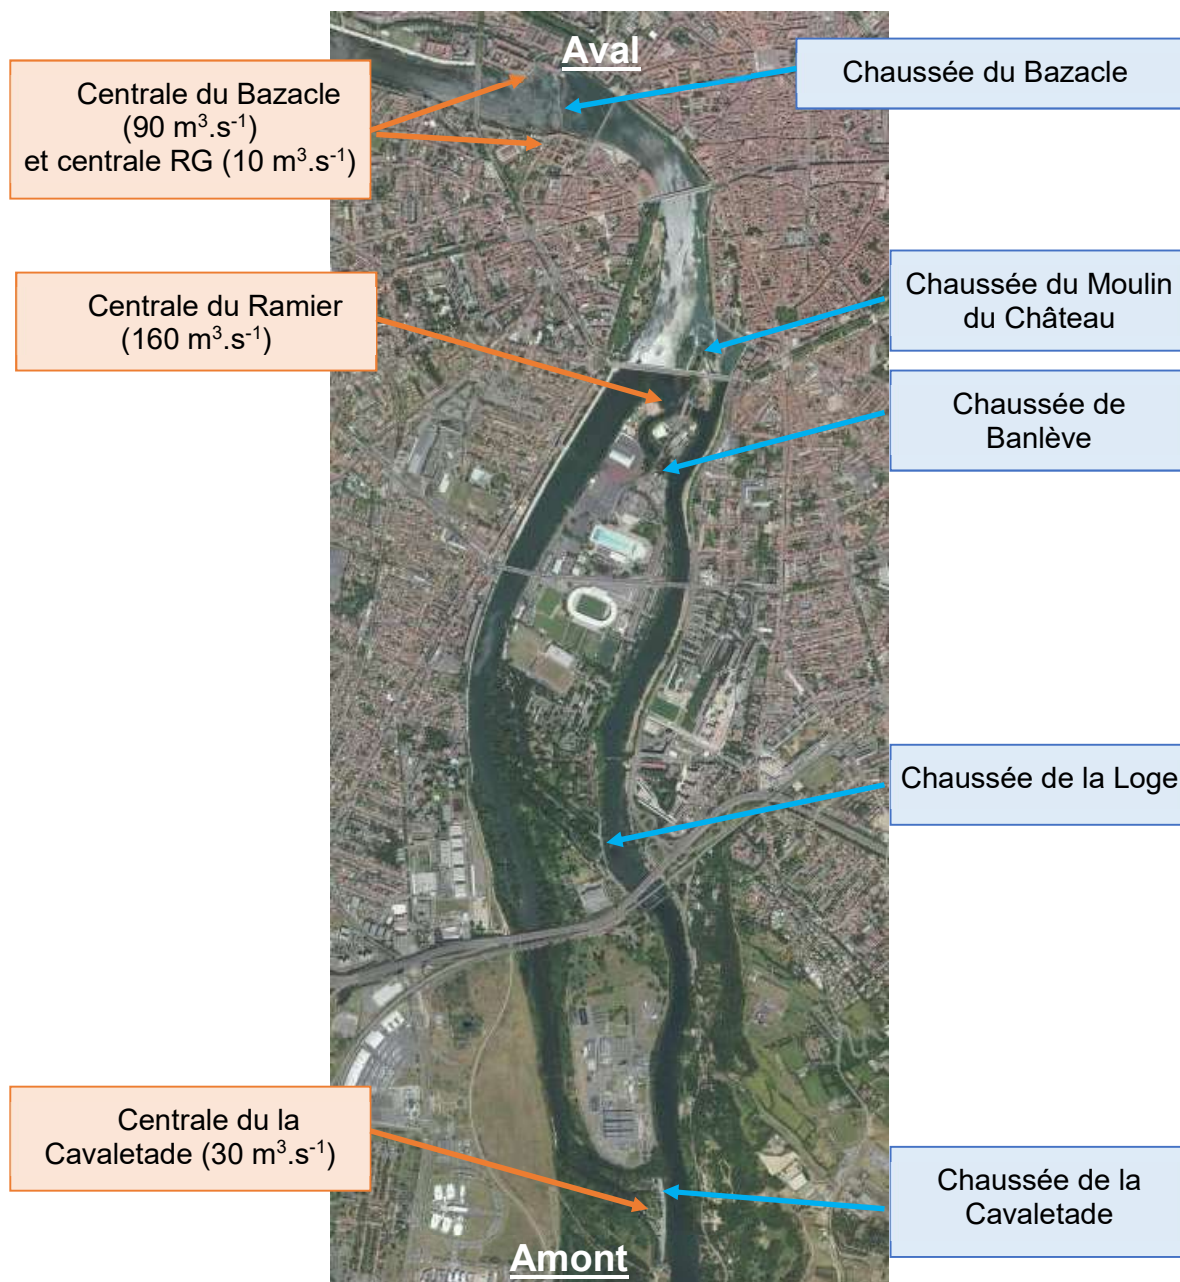 Aval
Centrale du Bazacle
(90 m³.s⁻¹)
et centrale RG (10 m³.s⁻¹)
Chaussée du Bazacle
Centrale du Ramier
(160 m³.s⁻¹)
Chaussée du Moulin
du Château
Chaussée de
Banlève
Chaussée de la Loge
Centrale du la
Cavaletade (30 m³.s⁻¹)
Chaussée de la
Cavaletade
Amont